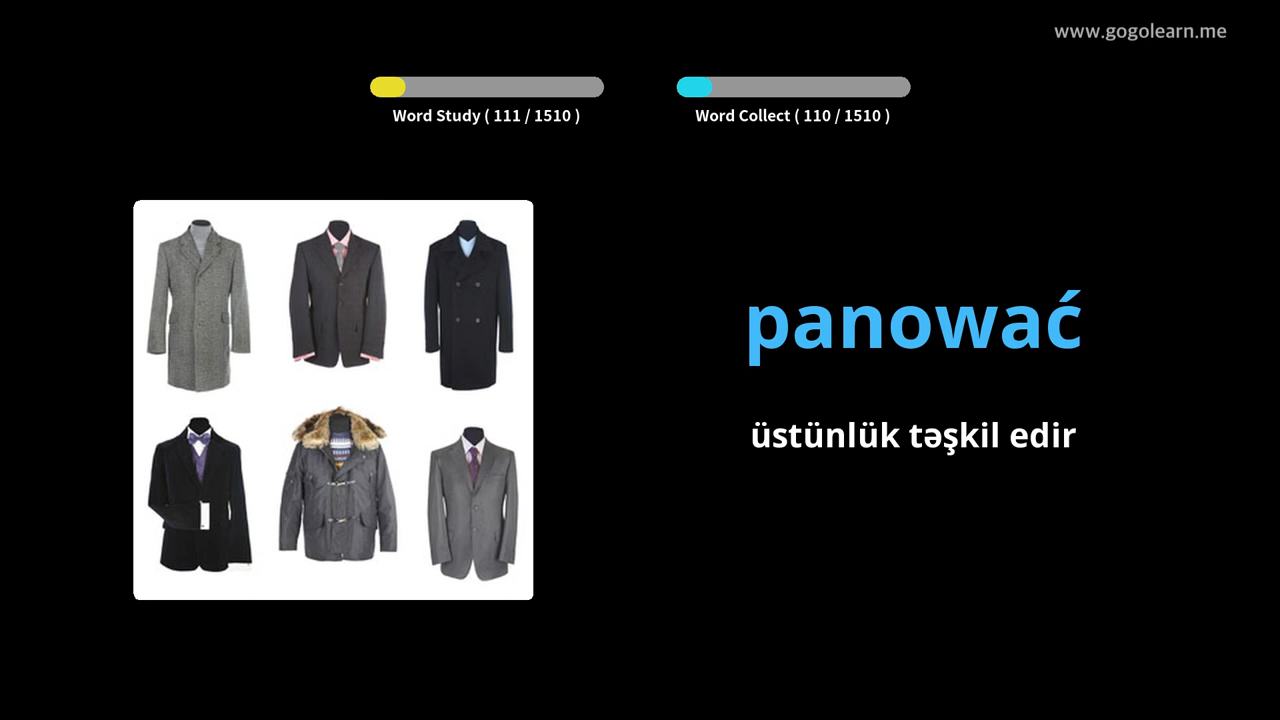 www.gogolearn.me
Word Study ( 111 / 1510 )
Word Collect ( 110 / 1510 )
panować
üstünlük təşkil edir